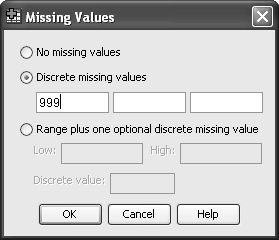 Missing Values
No missing values
Discrete missing values
999
Range plus one optional discrete missing value
Low: High:
Discrete value:
OK Cancel Help